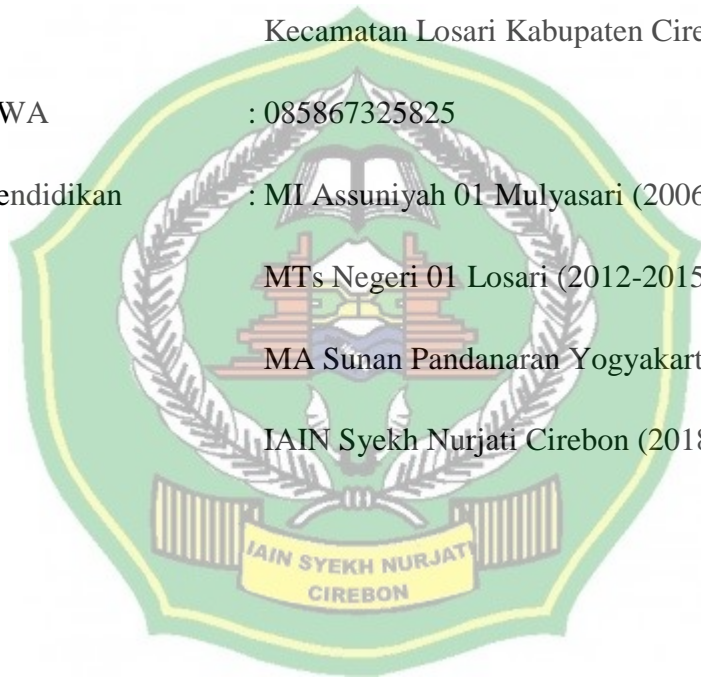 Kecamatan Losari Kabupaten Cire
WA : 085867325825
endidikan : MI Assuniyah 01 Mulyasari (2006
MTs Negeri 01 Losari (2012-2015
MA Sunan Pandanaran Yogyakart
IAIN Syekh Nurjati Cirebon (2018
IAIN SYEKH NURJATI
CIREBON